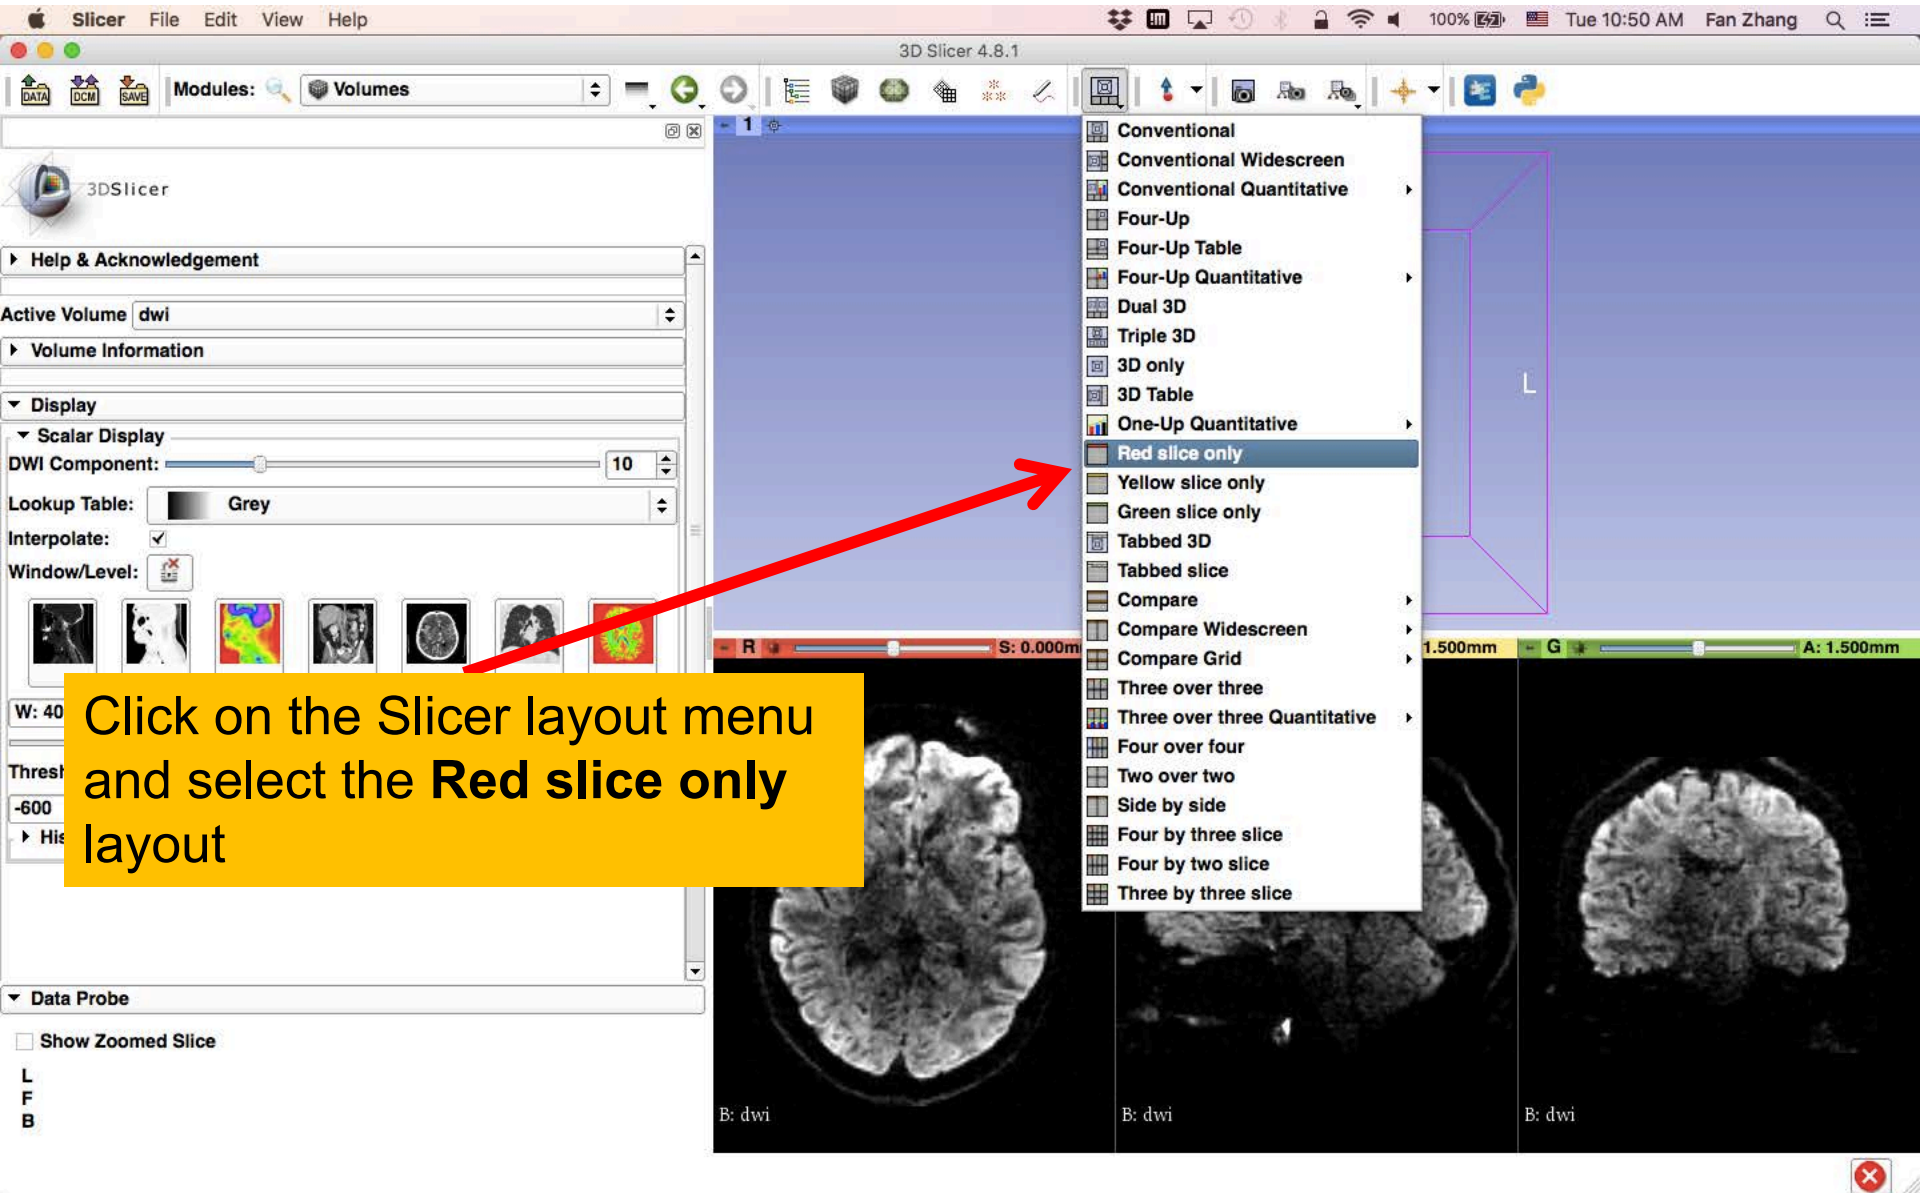 Slicer File Edit View Help
100% Tue 10:50 AM Fan Zhang
3D Slicer 4.8.1
DATA DCM SAVE Modules: Volumes
1
3DSlicer
Help & Acknowledgement
Active Volume dwi
Volume Information
Display
Scalar Display
DWI Component: 10
Lookup Table: Grey
Interpolate:
Window/Level:
W: 40
Thresh
-600
His
Click on the Slicer layout menu
and select the Red slice only
layout
Data Probe
Show Zoomed Slice
L
F
B
Conventional
Conventional Widescreen
Conventional Quantitative
Four-Up
Four-Up Table
Four-Up Quantitative
Dual 3D
Triple 3D
3D only
3D Table
One-Up Quantitative
Red slice only
Yellow slice only
Green slice only
Tabbed 3D
Tabbed slice
Compare
Compare Widescreen
Compare Grid
Three over three
Three over three Quantitative
Four over four
Two over two
Side by side
Four by three slice
Four by two slice
Three by three slice
L
R S: 0.000m
1.500mm
G A: 1.500mm
B: dwi
B: dwi
B: dwi